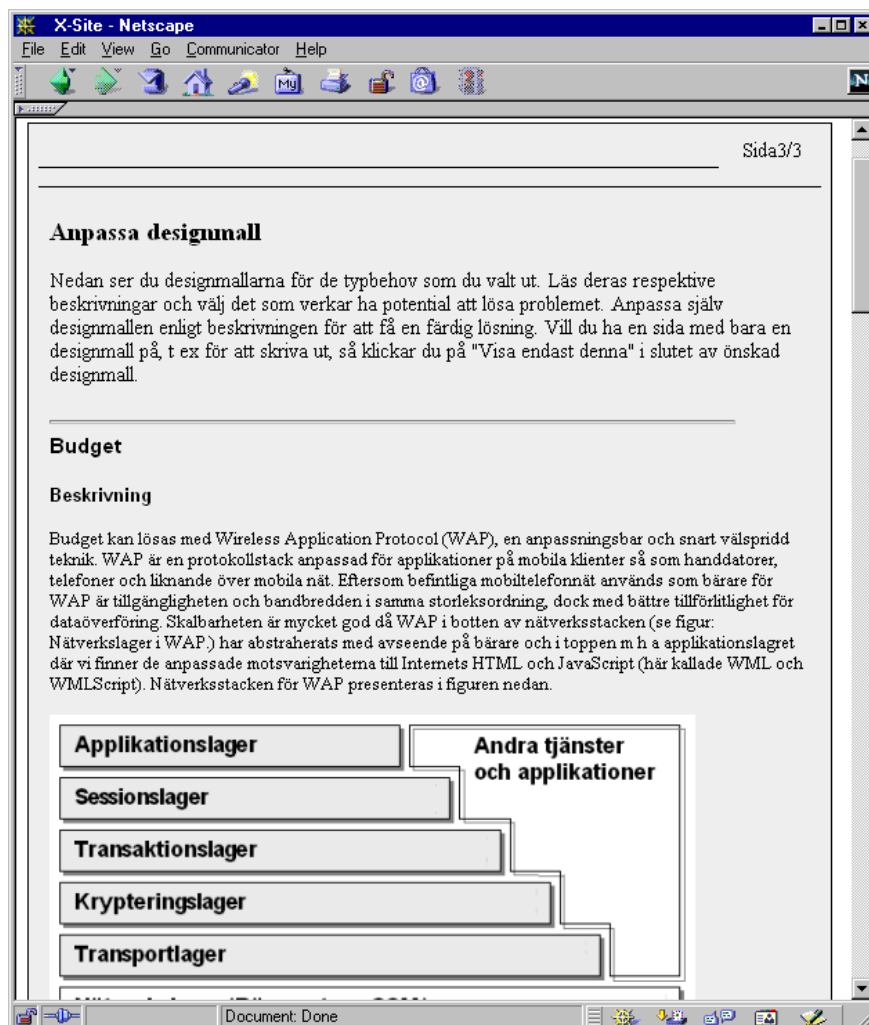 X-Site - Netscape
File Edit View Go Communicator Help
My
N
Sida3/3
Anpassa designmall
Nedan ser du designmallarna för de typbehov som du valt ut. Läs deras respektive
beskrivningar och välj det som verkar ha potential att lösa problemet. Anpassa själv
designmallen enligt beskrivningen för att få en färdig lösning. Vill du ha en sida med bara en
designmall på, t ex för att skriva ut, så klickar du på "Visa endast denna" i slutet av önskad
designmall.
Budget
Beskrivning
Budget kan lösas med Wireless Application Protocol (WAP), en anpassningsbar och snart välspridd
teknik. WAP är en protokollstack anpassad för applikationer på mobila klienter så som handdatorer,
telefoner och liknande över mobila nät. Eftersom befintliga mobiltelefonnät används som bärare för
WAP är tillgängligheten och bandbredden i samma storleksordning, dock med bättre tillförlitlighet för
dataöverföring. Skalbarheten är mycket god då WAP i botten av nätverksstacken (se figur:
Nätverkslager i WAP.) har abstraherats med avseende på bärare och i toppen m h a applikationslagret
där vi finner de anpassade motsvarigheterna till Internets HTML och JavaScript (här kallade WML och
WMLScript). Nätverksstacken för WAP presenteras i figuren nedan.
Applikationslager
Andra tjänster
och applikationer
Sessionslager
Transaktionslager
Krypteringslager
Transportlager
Document: Done